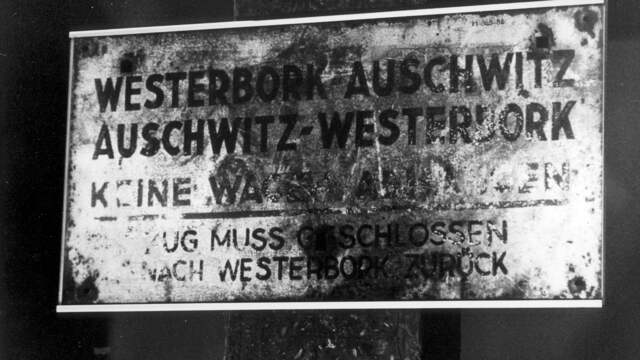 WESTERBORK-AUSCHWITZ
AUSCHWITZ-WESTERBORK
KEINE
ZUG MUSS GESCHLOSSEN
NACH WESTERBORK ZURÜCK